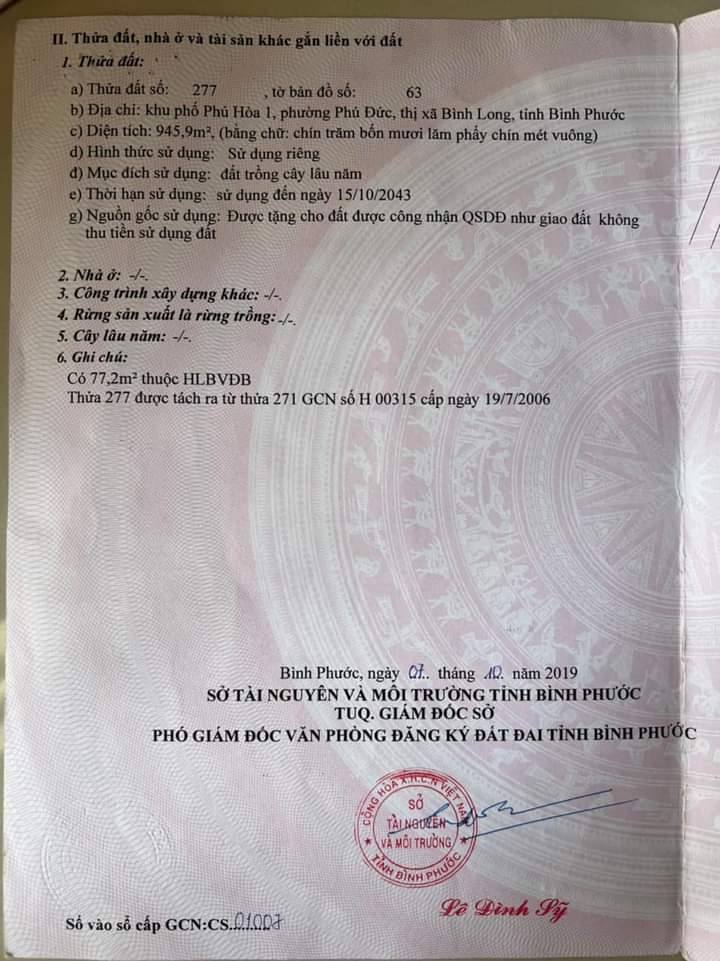 II. Thửa đất, nhà ở và tài sản khác gắn liền với đất
1. Thửa đất:
a) Thửa đất số: 277 , tờ bản đồ số: 63
b) Địa chỉ: khu phố Phú Hòa 1, phường Phú Đức, thị xã Bình Long, tỉnh Bình Phước
c) Diện tích: 945,9m², (bằng chữ: chín trăm bốn mươi lăm phẩy chín mét vuông)
d) Hình thức sử dụng: Sử dụng riêng
đ) Mục đích sử dụng: đất trồng cây lâu năm
e) Thời hạn sử dụng: sử dụng đến ngày 15/10/2043
g) Nguồn gốc sử dụng: Được tặng cho đất được công nhận QSDĐ như giao đất không
thu tiền sử dụng đất
2. Nhà ở: -/-.
3. Công trình xây dựng khác: -/-.
4. Rừng sản xuất là rừng trồng: -/-.
5. Cây lâu năm: -/-.
6. Ghi chú:
Có 77,2m² thuộc HLBVĐB
Thửa 277 được tách ra từ thửa 271 GCN số H 00315 cấp ngày 19/7/2006
Bình Phước, ngày 07.. tháng .10. năm 2019
SỞ TÀI NGUYÊN VÀ MÔI TRƯỜNG TỈNH BÌNH PHƯỚC
TUQ. GIÁM ĐỐC SỞ
PHÓ GIÁM ĐỐC VĂN PHÒNG ĐĂNG KÝ ĐẤT ĐAI TỈNH BÌNH PHƯỚC
CỘNG HÒA X.H.C.N VIỆT NAM
SỞ
TÀI NGUYÊN
VÀ MÔI TRƯỜNG
TỈNH BÌNH PHƯỚC
Lê Đình Sỹ
Số vào sổ cấp GCN:CS.01007